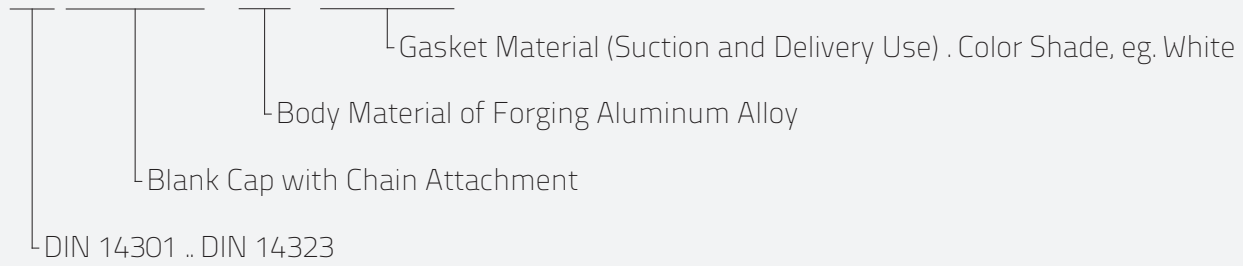 Gasket Material (Suction and Delivery Use) . Color Shade, eg. White
Body Material of Forging Aluminum Alloy
Blank Cap with Chain Attachment
DIN 14301 .. DIN 14323